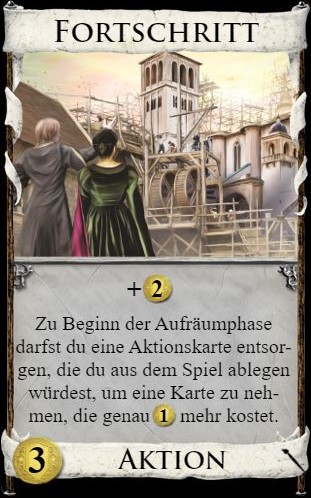 FORTSCHRITT
+2
Zu Beginn der Aufräumphase
darfst du eine Aktionskarte entsor-
gen, die du aus dem Spiel ablegen
würdest, um eine Karte zu neh-
men, die genau 1 mehr kostet.
3 AKTION